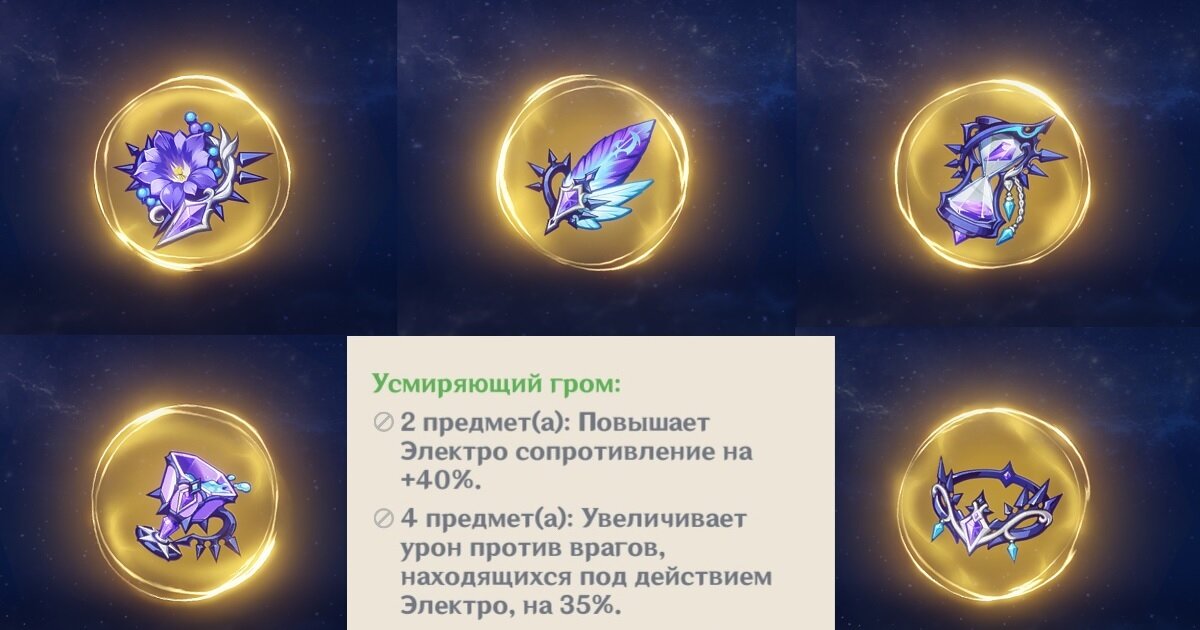 Усмиряющий гром:
2 предмет(а): Повышает
Электро сопротивление на
+40%.
4 предмет(а): Увеличивает
урон против врагов,
находящихся под действием
Электро, на 35%.